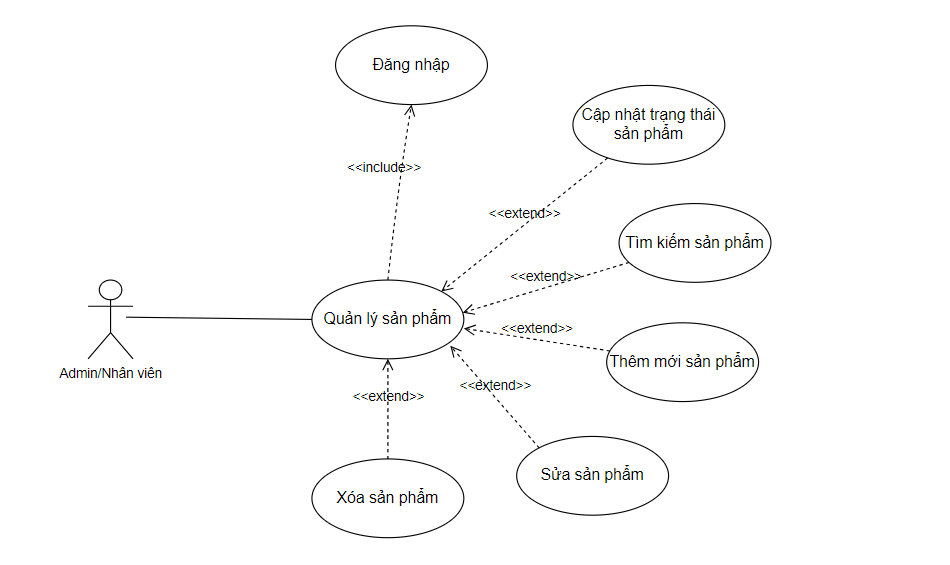 Đăng nhập
Cập nhật trạng thái
sản phẩm
<<include>>
<<extend>>
Tìm kiếm sản phẩm
<<extend>>
Quản lý sản phẩm
<<extend>>
Thêm mới sản phẩm
Admin/Nhân viên
<<extend>>
<<extend>>
Sửa sản phẩm
Xóa sản phẩm